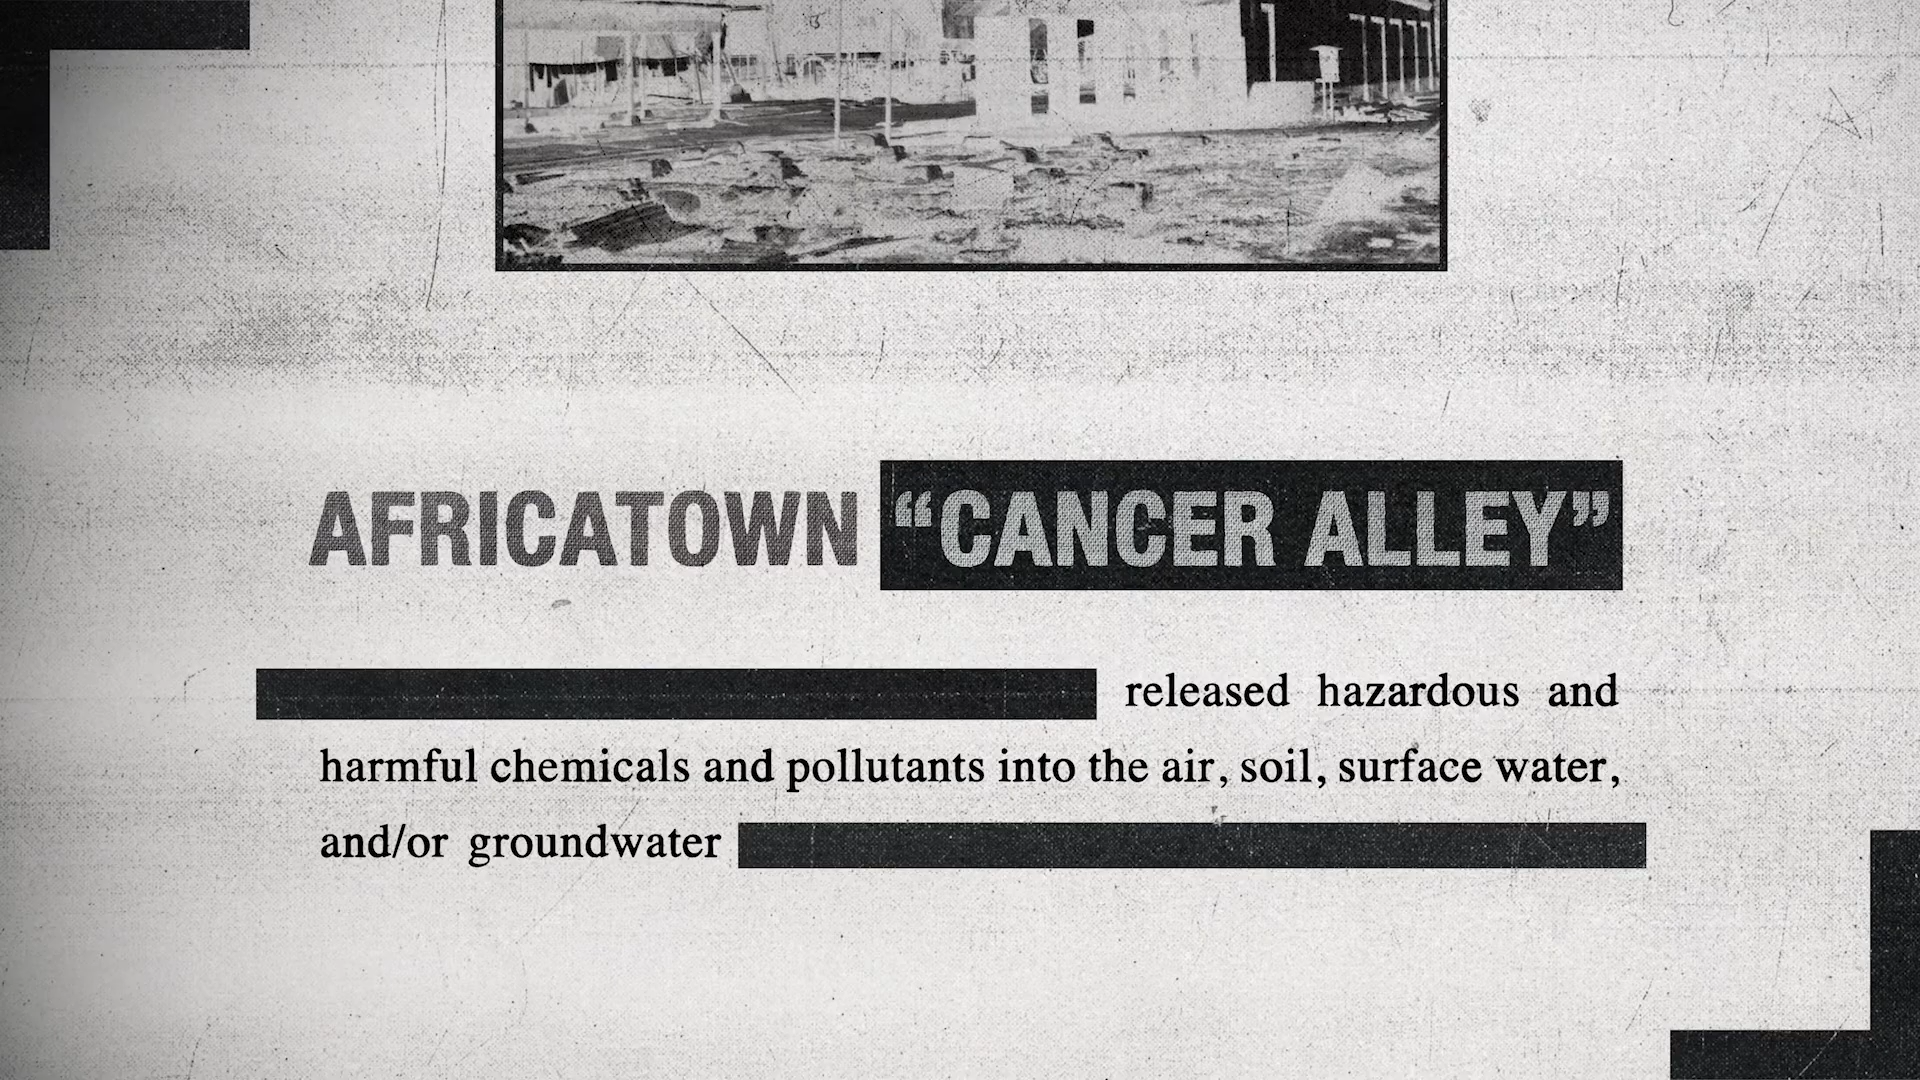 AFRICATOWN “CANCER ALLEY”
released hazardous and
harmful chemicals and pollutants into the air, soil, surface water,
and/or groundwater